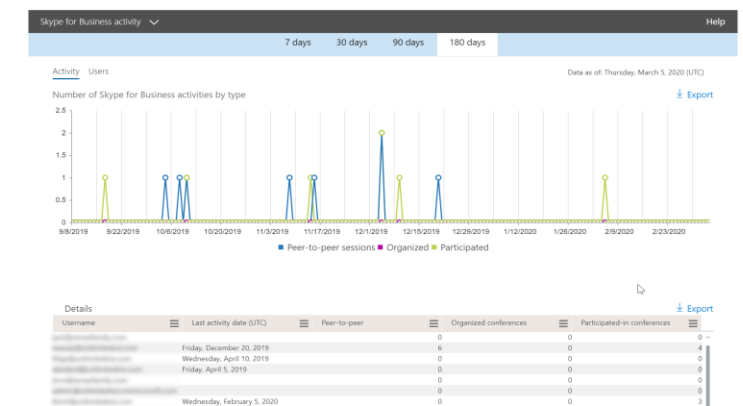 Skype for Business activity Help
7 days 30 days 90 days 180 days
Activity Users Data as of: Thursday, March 5, 2020 (UTC)
Number of Skype for Business activities by type Export
2.5
2
1.5
1
0.5
0
9/8/2019 9/22/2019 10/6/2019 10/20/2019 11/3/2019 11/17/2019 12/1/2019 12/15/2019 12/29/2019 1/12/2020 1/26/2020 2/9/2020 2/23/2020
Peer-to-peer sessions Organized Participated
Details Export
Username Last activity date (UTC) Peer-to-peer Organized conferences Participated-in conferences
0 0 0
Friday, December 20, 2019 6 0 4
Wednesday, April 10, 2019 0 0 0
Friday, April 5, 2019 0 0 0
0 0 0
0 0 0
Wednesday, February 5, 2020 0 0 3